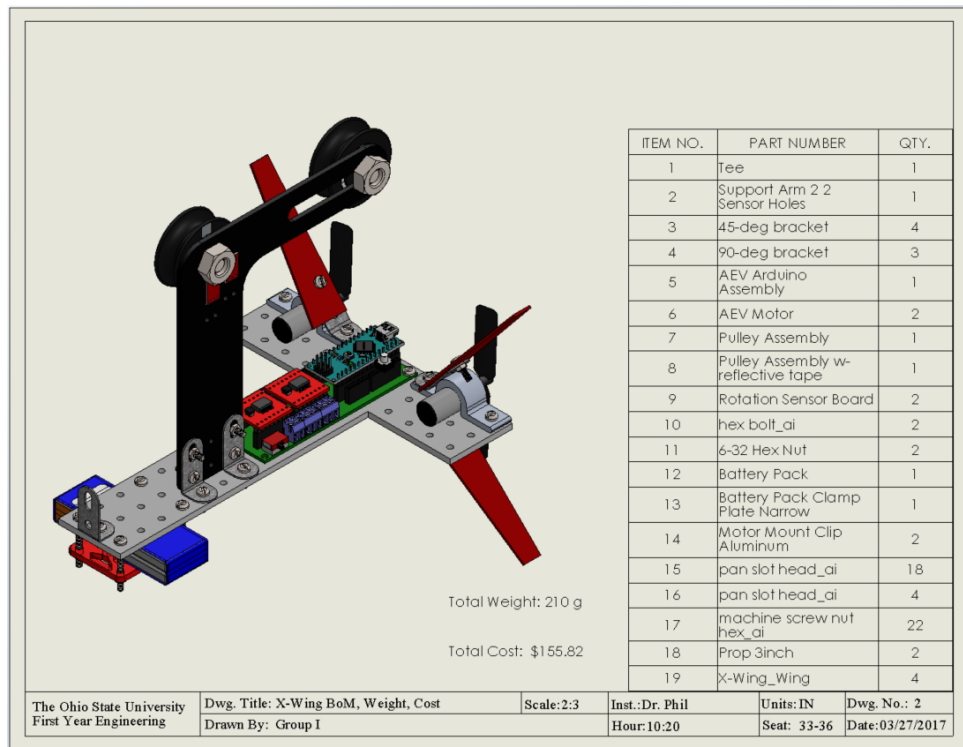 ITEM NO. PART NUMBER QTY.
1 Tee 1
2 Support Arm 2 2 Sensor Holes 1
3 45-deg bracket 4
4 90-deg bracket 3
5 AEV Arduino Assembly 1
6 AEV Motor 2
7 Pulley Assembly 1
8 Pulley Assembly w-reflective tape 1
9 Rotation Sensor Board 2
10 hex bolt_ai 2
11 6-32 Hex Nut 2
12 Battery Pack 1
13 Battery Pack Clamp Plate Narrow 1
14 Motor Mount Clip Aluminum 2
15 pan slot head_ai 18
16 pan slot head_ai 4
17 machine screw nut hex_ai 22
18 Prop 3inch 2
19 X-Wing_Wing 4
Total Weight: 210 g
Total Cost: $155.82
The Ohio State University
First Year Engineering
Dwg. Title: X-Wing BoM, Weight, Cost
Scale:2:3
Drawn By: Group I
Inst.:Dr. Phil
Units:IN
Dwg. No.: 2
Hour:10:20
Seat: 33-36
Date:03/27/2017